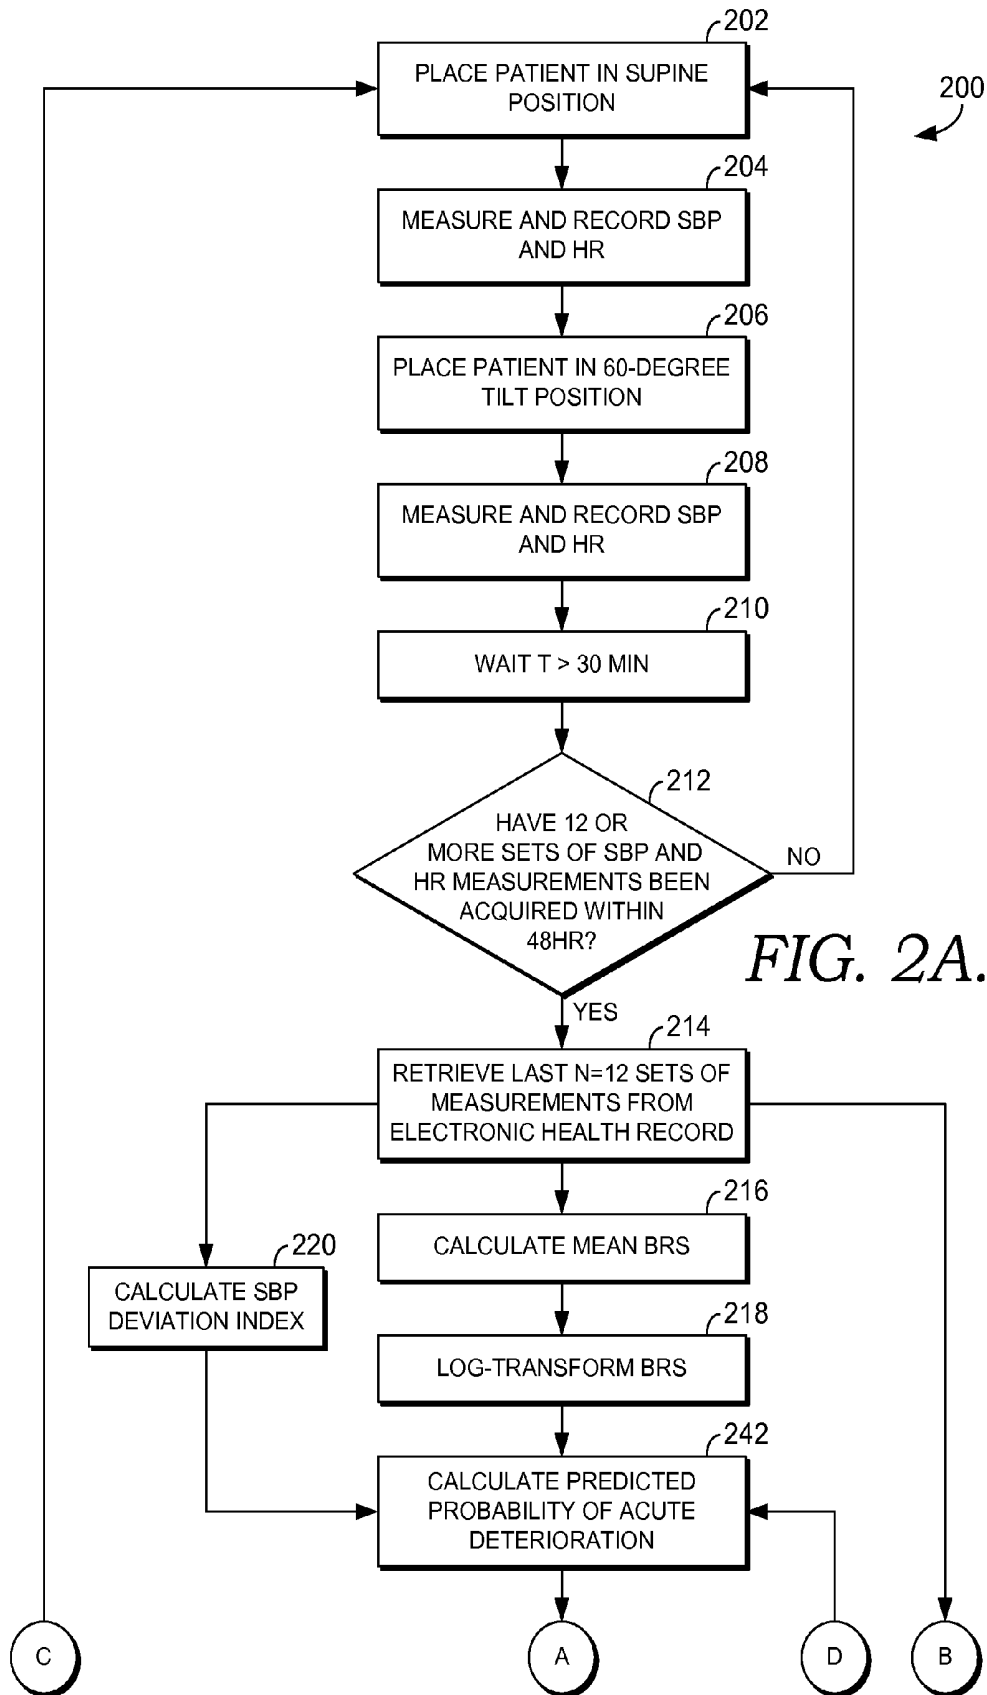 202
PLACE PATIENT IN SUPINE
POSITION
200
204
MEASURE AND RECORD SBP
AND HR
206
PLACE PATIENT IN 60-DEGREE
TILT POSITION
208
MEASURE AND RECORD SBP
AND HR
210
WAIT T > 30 MIN
212
HAVE 12 OR
MORE SETS OF SBP AND
HR MEASUREMENTS BEEN
ACQUIRED WITHIN
48HR?
NO
FIG. 2A.
YES
214
RETRIEVE LAST N=12 SETS OF
MEASUREMENTS FROM
ELECTRONIC HEALTH RECORD
216
CALCULATE MEAN BRS
220
CALCULATE SBP
DEVIATION INDEX
218
LOG-TRANSFORM BRS
242
CALCULATE PREDICTED
PROBABILITY OF ACUTE
DETERIORATION
C
A
D
B